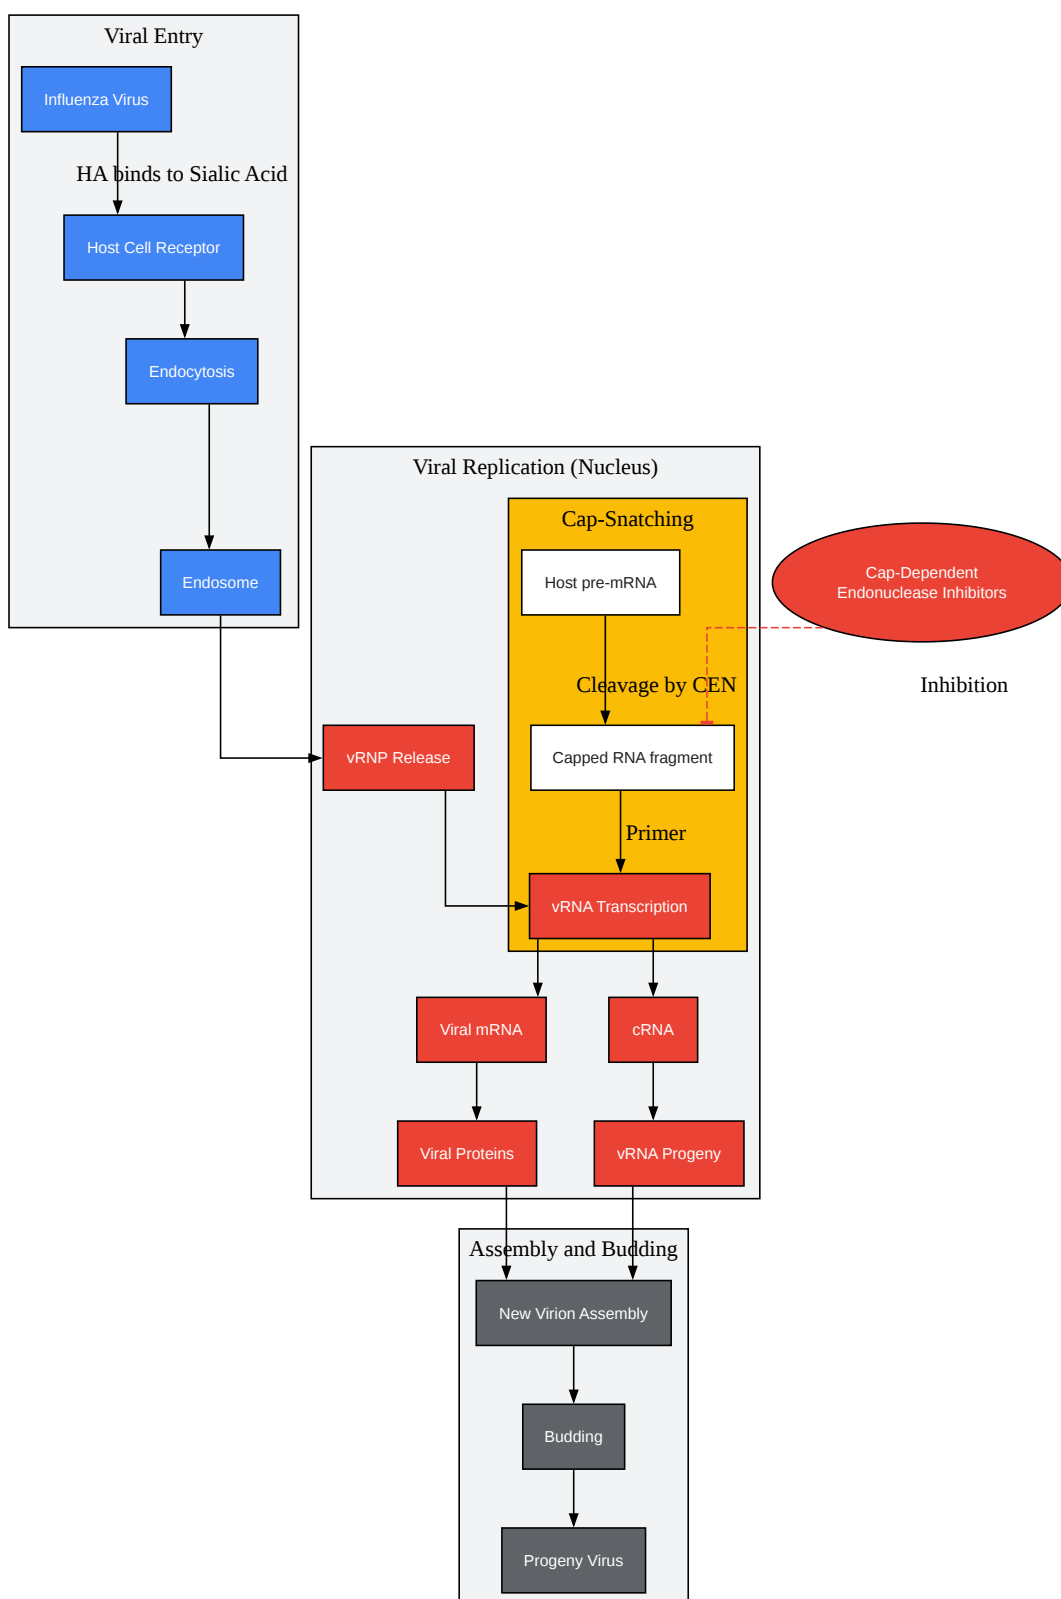 Viral Entry
Influenza Virus
HA binds to Sialic Acid
Host Cell Receptor
Endocytosis
Endosome
Viral Replication (Nucleus)
Cap-Snatching
Host pre-mRNA
Cap-Dependent
Endonuclease Inhibitors
Cleavage by CEN
Inhibition
vRNP Release
Capped RNA fragment
Primer
vRNA Transcription
Viral mRNA
cRNA
Viral Proteins
vRNA Progeny
Assembly and Budding
New Virion Assembly
Budding
Progeny Virus